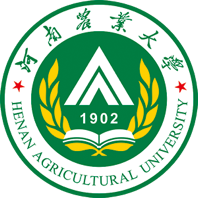 河南农业大学
1902
HENAN AGRICULTURAL UNIVERSITY